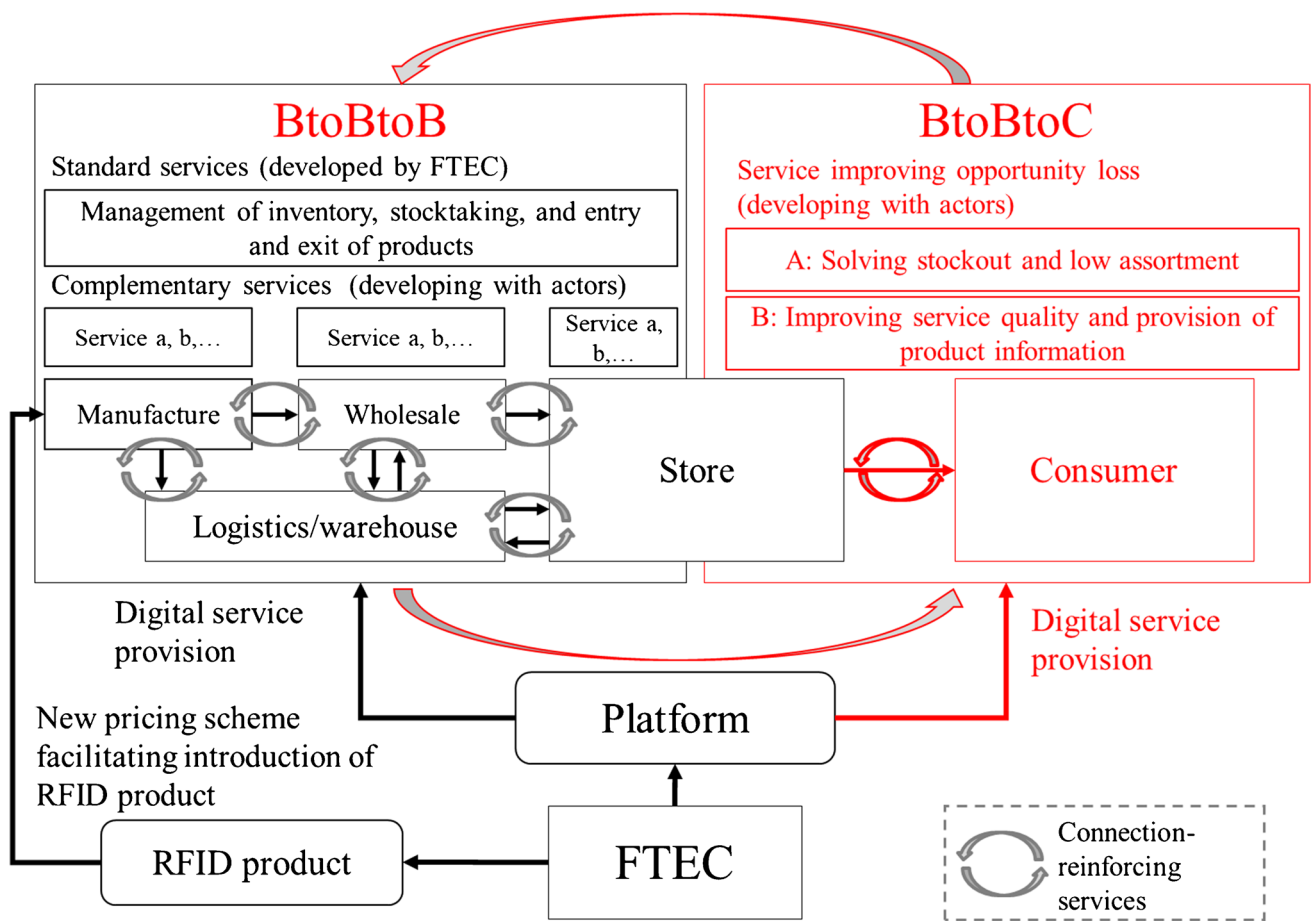 BtoBtoB
Standard services (developed by FTEC)
Management of inventory, stocktaking, and entry
and exit of products
Complementary services (developing with actors)
Service a, b,…
Service a, b,…
Service a,
b,…
Manufacture
Wholesale
Logistics/warehouse
Store
BtoBtoC
Service improving opportunity loss
(developing with actors)
A: Solving stockout and low assortment
B: Improving service quality and provision of
product information
Consumer
Digital service
provision
Digital service
provision
New pricing scheme
facilitating introduction of
RFID product
Platform
RFID product
FTEC
Connection-
reinforcing
services